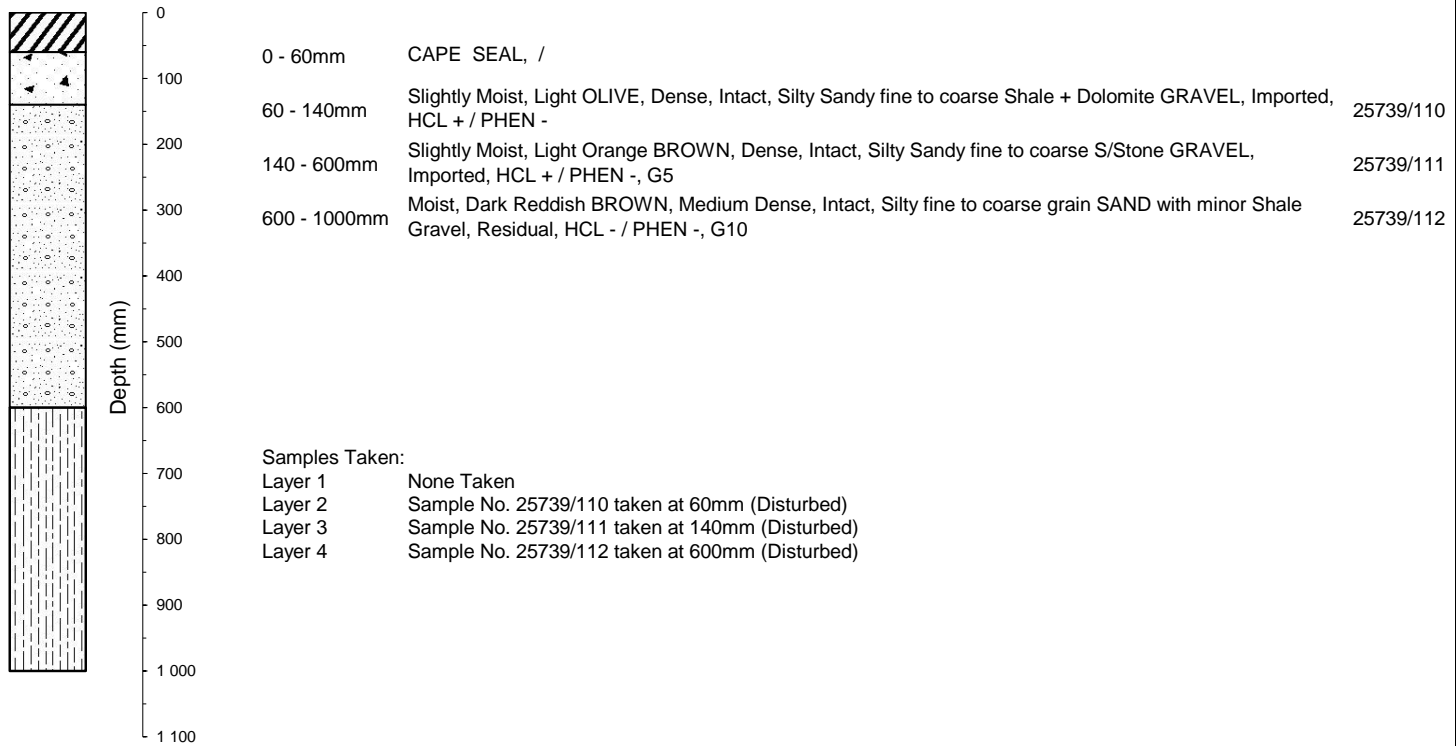 0
100
200
300
400
500
600
700
800
900
1 000
1 100
Depth (mm)
0 - 60mm CAPE SEAL, /
60 - 140mm Slightly Moist, Light OLIVE, Dense, Intact, Silty Sandy fine to coarse Shale + Dolomite GRAVEL, Imported,
HCL + / PHEN - 25739/110
140 - 600mm Slightly Moist, Light Orange BROWN, Dense, Intact, Silty Sandy fine to coarse S/Stone GRAVEL,
Imported, HCL + / PHEN -, G5 25739/111
600 - 1000mm Moist, Dark Reddish BROWN, Medium Dense, Intact, Silty fine to coarse grain SAND with minor Shale
Gravel, Residual, HCL - / PHEN -, G10 25739/112
Samples Taken:
Layer 1 None Taken
Layer 2 Sample No. 25739/110 taken at 60mm (Disturbed)
Layer 3 Sample No. 25739/111 taken at 140mm (Disturbed)
Layer 4 Sample No. 25739/112 taken at 600mm (Disturbed)